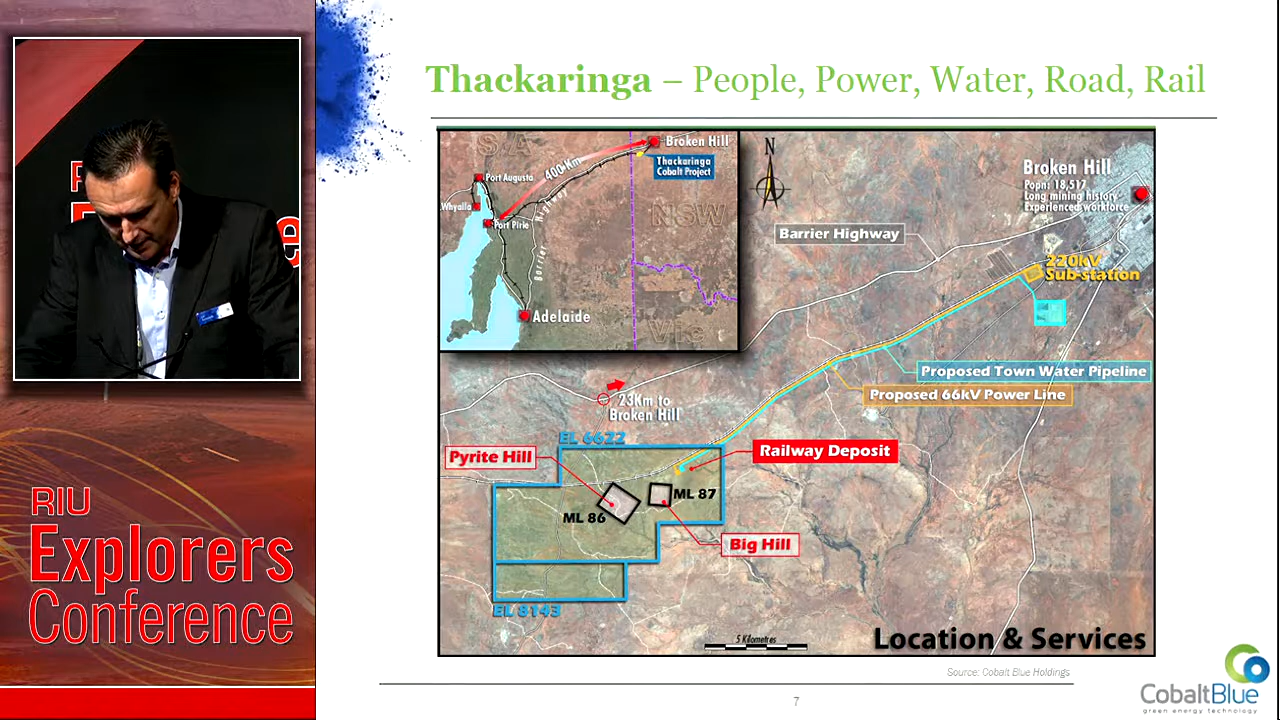 RIU
Explorers
Conference
Thackaringa – People, Power, Water, Road, Rail
S.A
400Km
Broken Hill
Thackaringa
Cobalt Project
Port Augusta
Whyalla
Port Pirie
Barrier Highway
NSW
Adelaide
Vic
N
Broken Hill
Popn: 18,517
Long mining history
Experienced workforce
Barrier Highway
220kV
Sub-station
Proposed Town Water Pipeline
Proposed 66kV Power Line
23Km to
Broken Hill
EL 6622
Pyrite Hill
Railway Deposit
ML 87
ML 86
Big Hill
EL 8143
5 Kilometres
Location & Services
Source: Cobalt Blue Holdings
7
CobaltBlue
green energy technology